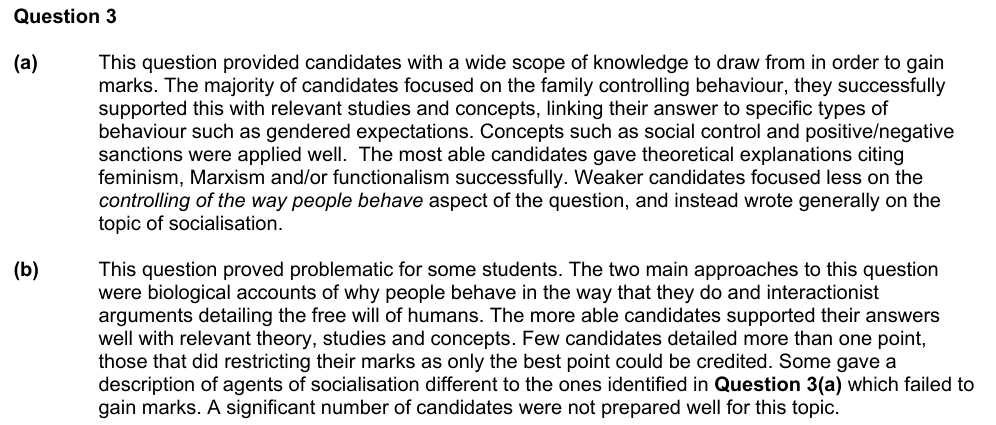 Question 3
(a) This question provided candidates with a wide scope of knowledge to draw from in order to gain
marks. The majority of candidates focused on the family controlling behaviour, they successfully
supported this with relevant studies and concepts, linking their answer to specific types of
behaviour such as gendered expectations. Concepts such as social control and positive/negative
sanctions were applied well.  The most able candidates gave theoretical explanations citing
feminism, Marxism and/or functionalism successfully. Weaker candidates focused less on the
controlling of the way people behave aspect of the question, and instead wrote generally on the
topic of socialisation.
(b) This question proved problematic for some students. The two main approaches to this question
were biological accounts of why people behave in the way that they do and interactionist
arguments detailing the free will of humans. The more able candidates supported their answers
well with relevant theory, studies and concepts. Few candidates detailed more than one point,
those that did restricting their marks as only the best point could be credited. Some gave a
description of agents of socialisation different to the ones identified in Question 3(a) which failed to
gain marks. A significant number of candidates were not prepared well for this topic.